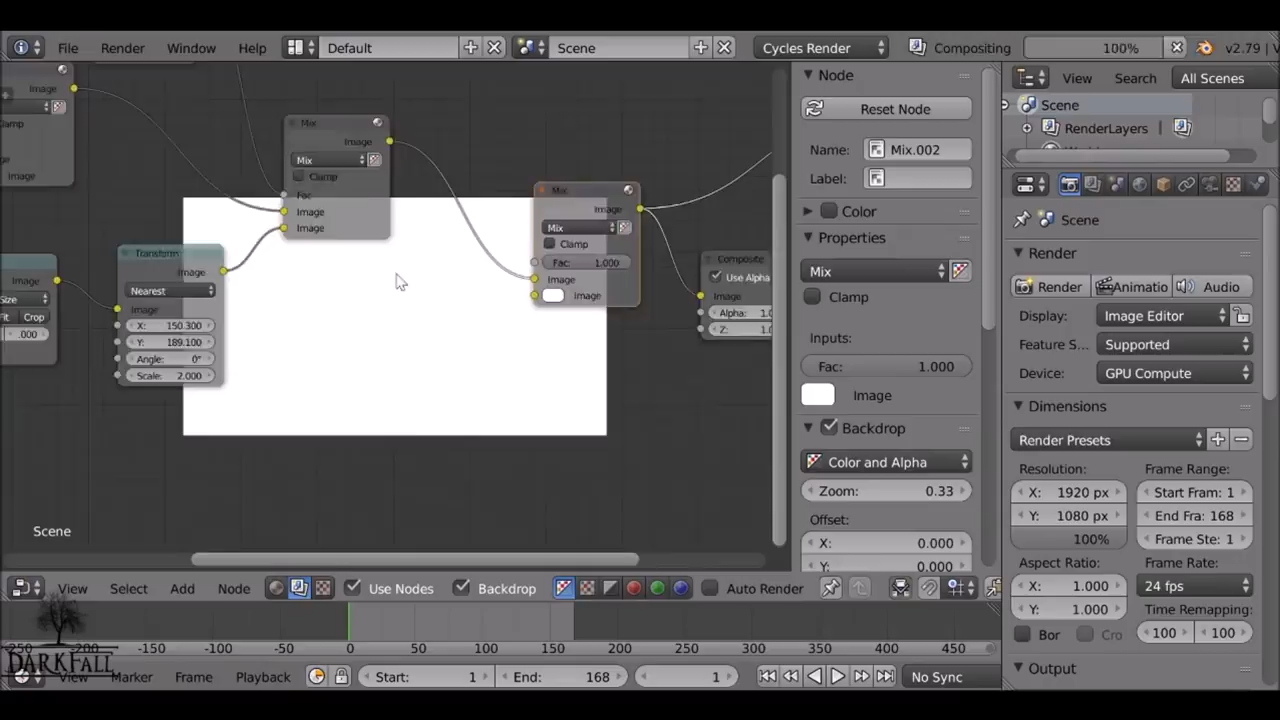 File Render Window Help Default Scene Cycles Render Compositing 100% v2.79
View Search All Scenes
Scene
RenderLayers
Image
Clamp
Image
Mix
Image
Mix
Clamp
Fac
Image
Image
Transform
Image
Nearest
Image
X: 150.300
Y: 189.100
Angle: 0°
Scale: 2.000
Image
Size
Crop
.000
Mix
Image
Mix
Clamp
Fac: 1.000
Image
Image
Composite
Use Alpha
Image
Alpha: 1.0
Z: 1.0
Scene
Node
Reset Node
Name: Mix.002
Label:
Color
Properties
Mix
Clamp
Inputs:
Fac: 1.000
Image
Backdrop
Color and Alpha
Zoom: 0.33
Offset:
X: 0.000
Y: 0.000
Scene
Render
Render Animatio Audio
Display: Image Editor
Feature S... Supported
Device: GPU Compute
Dimensions
Render Presets
Resolution: Frame Range:
X: 1920 px Start Fram: 1
Y: 1080 px End Fra: 168
100% Frame Ste: 1
Aspect Ratio: Frame Rate:
X: 1.000 24 fps
Y: 1.000 Time Remapping:
Bor Cro 100 100
Output
View Select Add Node Use Nodes Backdrop Auto Render
-250 -200 -150 -100 -50 0 50 100 150 200 250 300 350 400 450
DARKFALL
View Marker Frame Playback Start: 1 End: 168 1 No Sync